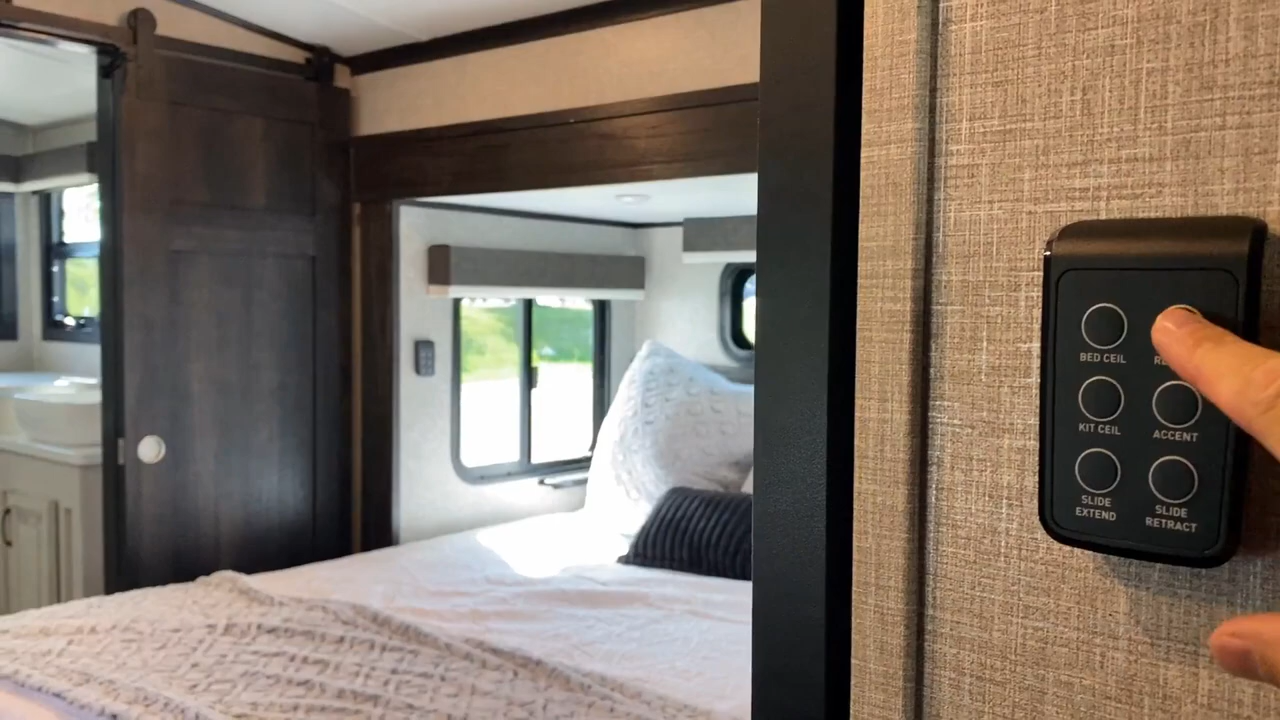 BED CEIL
KIT CEIL
ACCENT
SLIDE
EXTEND
SLIDE
RETRACT